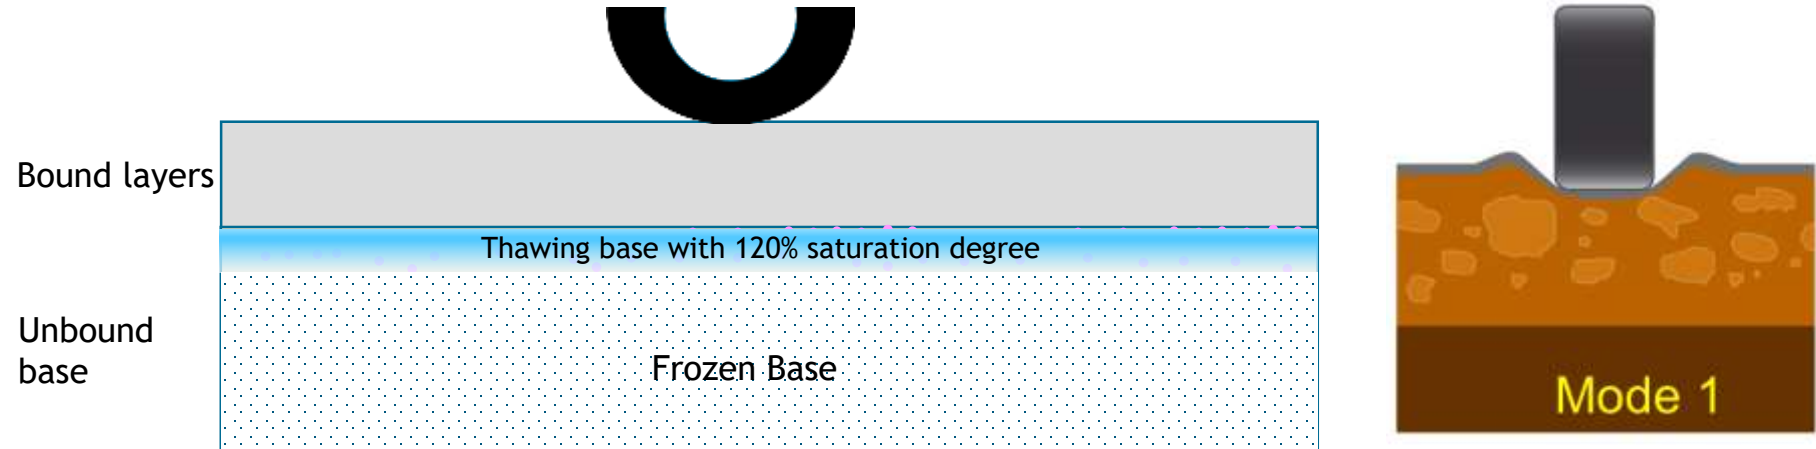 Bound layers
Thawing base with 120% saturation degree
Unbound
base
Frozen Base
Mode 1